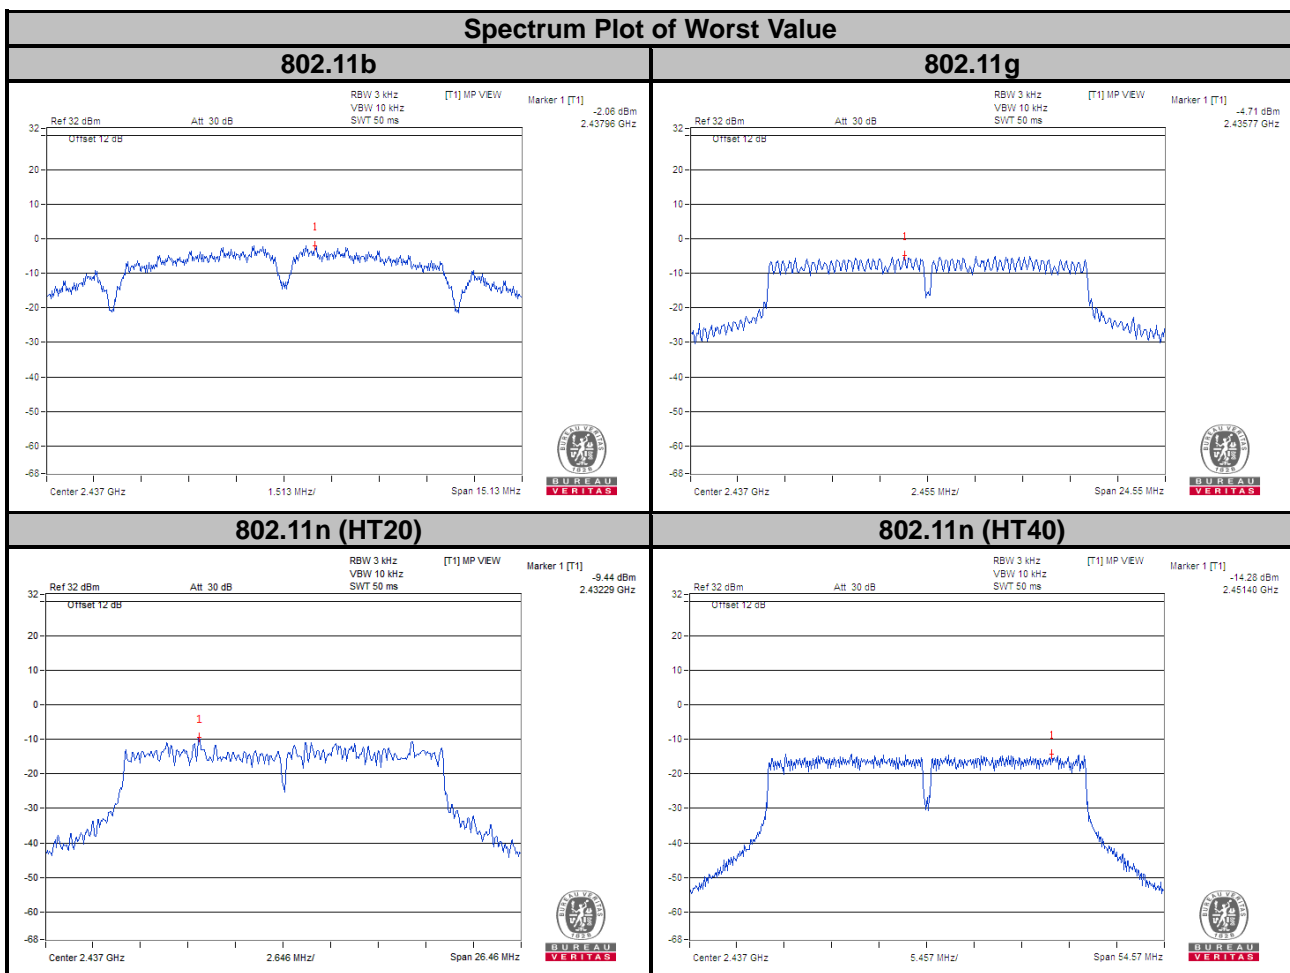 Spectrum Plot of Worst Value
802.11b
802.11g
RBW 3 kHz
VBW 10 kHz
SWT 50 ms
[T1] MP VIEW
Marker 1 [T1]
-2.06 dBm
2.43796 GHz
Ref 32 dBm
Att 30 dB
Offset 12 dB
32
20
10
0
-10
-20
-30
-40
-50
-60
-68
1
Center 2.437 GHz
1.513 MHz/
Span 15.13 MHz
BUREAU VERITAS
1828
BUREAU
VERITAS
RBW 3 kHz
VBW 10 kHz
SWT 50 ms
[T1] MP VIEW
Marker 1 [T1]
-4.71 dBm
2.43577 GHz
Ref 32 dBm
Att 30 dB
Offset 12 dB
32
20
10
0
-10
-20
-30
-40
-50
-60
-68
1
Center 2.437 GHz
2.455 MHz/
Span 24.55 MHz
BUREAU VERITAS
1828
BUREAU
VERITAS
802.11n (HT20)
802.11n (HT40)
RBW 3 kHz
VBW 10 kHz
SWT 50 ms
[T1] MP VIEW
Marker 1 [T1]
-9.44 dBm
2.43229 GHz
Ref 32 dBm
Att 30 dB
Offset 12 dB
32
20
10
0
-10
-20
-30
-40
-50
-60
-68
1
Center 2.437 GHz
2.646 MHz/
Span 26.46 MHz
BUREAU VERITAS
1828
BUREAU
VERITAS
RBW 3 kHz
VBW 10 kHz
SWT 50 ms
[T1] MP VIEW
Marker 1 [T1]
-14.28 dBm
2.45140 GHz
Ref 32 dBm
Att 30 dB
Offset 12 dB
32
20
10
0
-10
-20
-30
-40
-50
-60
-68
1
Center 2.437 GHz
5.457 MHz/
Span 54.57 MHz
BUREAU VERITAS
1828
BUREAU
VERITAS